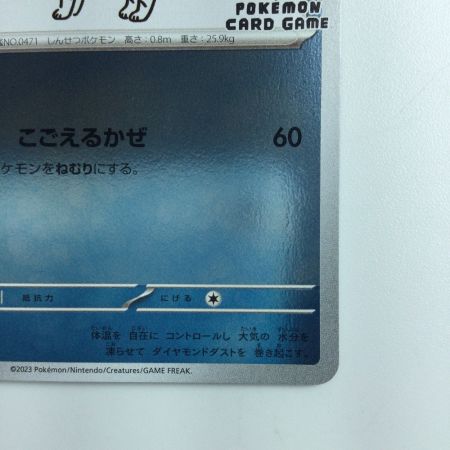 POKÉMON
CARD GAME
NO.0471 しんせつポケモン 高さ:0.8m 重さ:25.9kg
こごえるかぜ 60
ケモンをねむりにする。
抵抗力 にげる
体温を 自在に コントロールし 大気の 水分を
凍らせて ダイヤモンドダストを 巻き起こす。
©2023 Pokémon/Nintendo/Creatures/GAME FREAK.